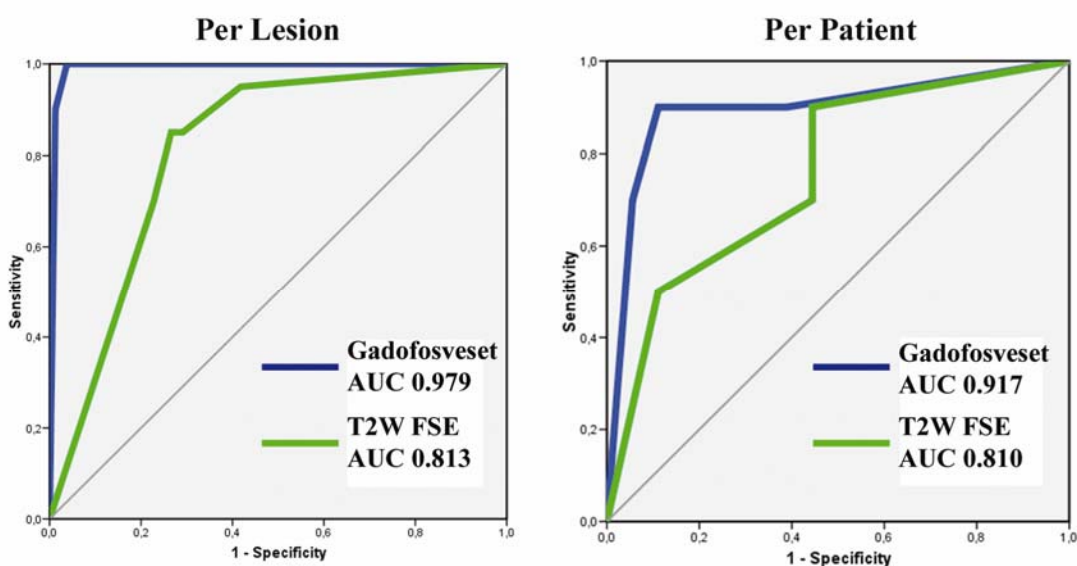 Per Lesion
1,0
0,8
0,6
0,4
0,2
0,0
Sensitivity
0,0
0,2
0,4
0,6
0,8
1,0
1 - Specificity
Gadofosveset
AUC 0.979
T2W FSE
AUC 0.813
Per Patient
1,0
0,8
0,6
0,4
0,2
0,0
Sensitivity
0,0
0,2
0,4
0,6
0,8
1,0
1 - Specificity
Gadofosveset
AUC 0.917
T2W FSE
AUC 0.810